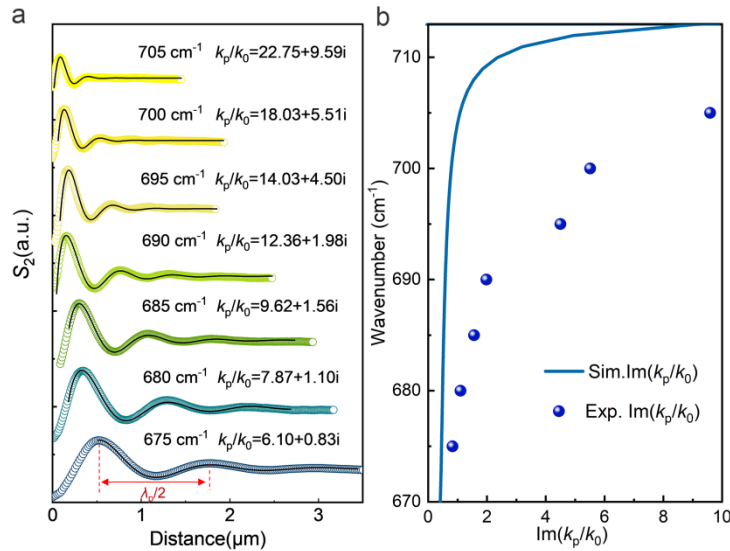 a
705 cm⁻¹ kₚ/k₀=22.75+9.59i
700 cm⁻¹ kₚ/k₀=18.03+5.51i
695 cm⁻¹ kₚ/k₀=14.03+4.50i
690 cm⁻¹ kₚ/k₀=12.36+1.98i
685 cm⁻¹ kₚ/k₀=9.62+1.56i
680 cm⁻¹ kₚ/k₀=7.87+1.10i
675 cm⁻¹ kₚ/k₀=6.10+0.83i
λₚ/2
S₂(a.u.)
0 1 2 3
Distance(μm)
b
710
700
690
680
670
Wavenumber (cm⁻¹)
Sim.Im(kₚ/k₀)
Exp. Im(kₚ/k₀)
0 2 4 6 8 10
Im(kₚ/k₀)